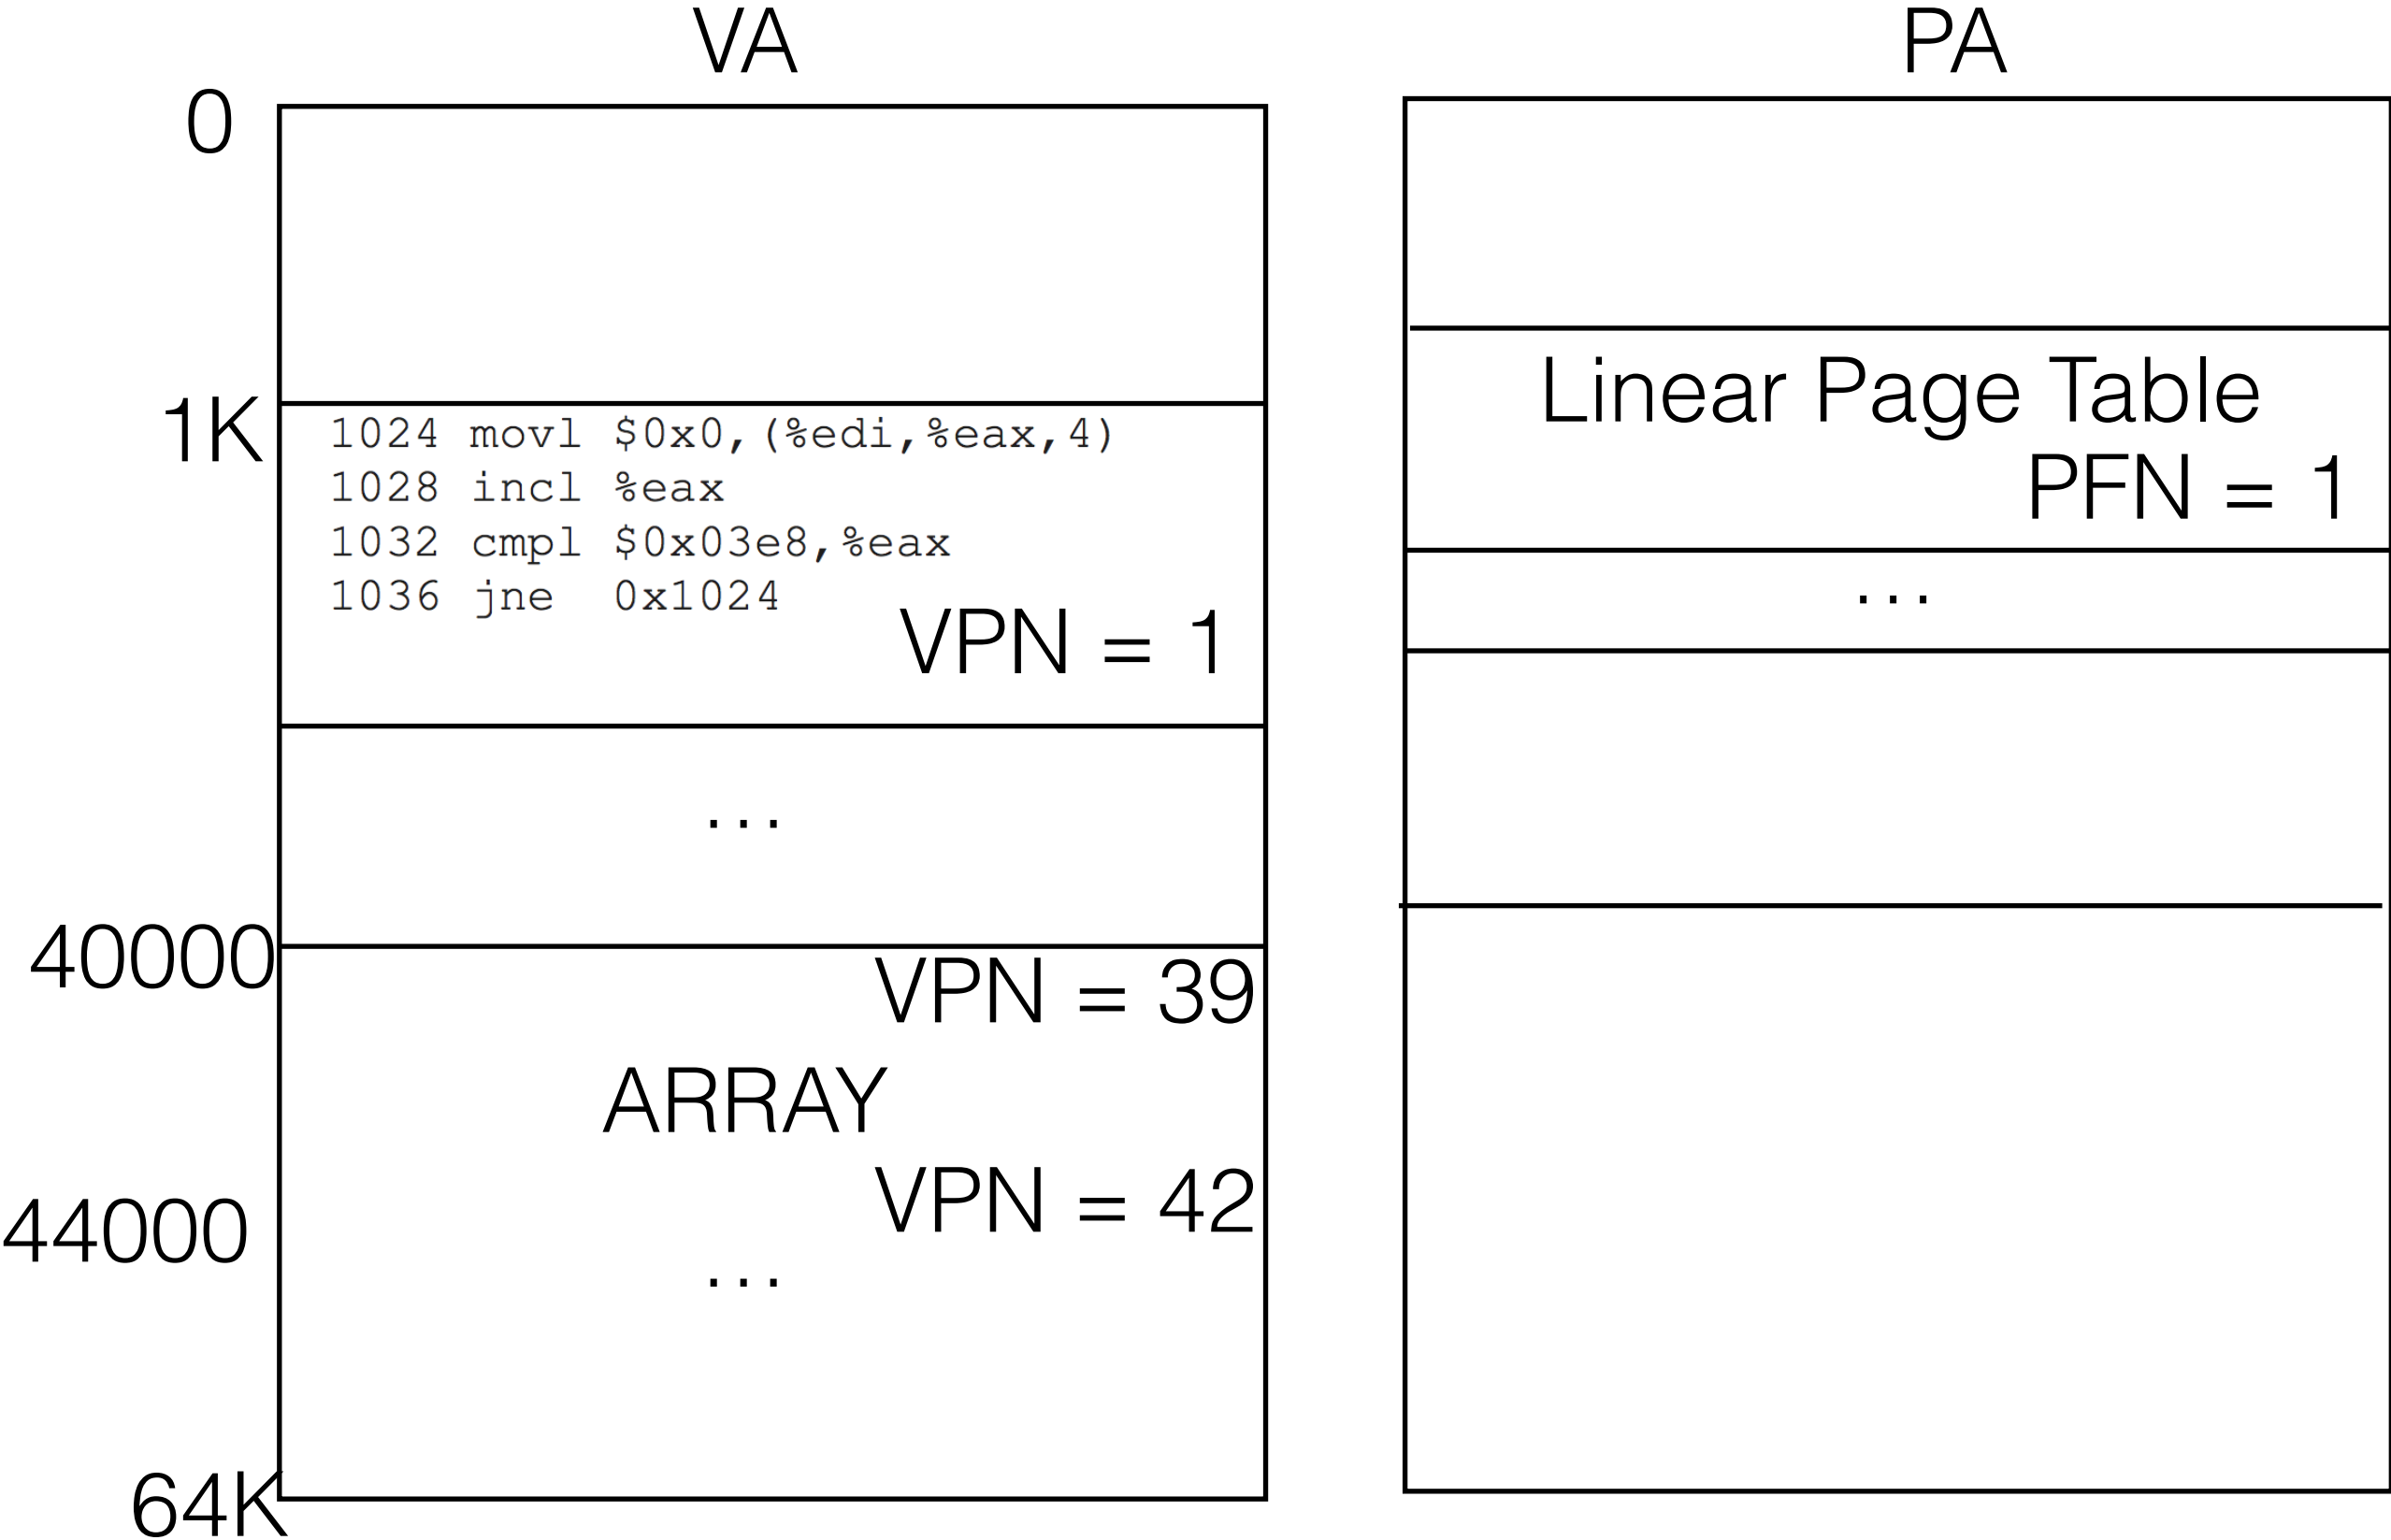 VA
0
1K
1024 movl $0x0,(%edi,%eax,4)
1028 incl %eax
1032 cmpl $0x03e8,%eax
1036 jne 0x1024
VPN = 1
...
40000
VPN = 39
ARRAY
VPN = 42
44000
...
64K
PA
Linear Page Table
PFN = 1
...